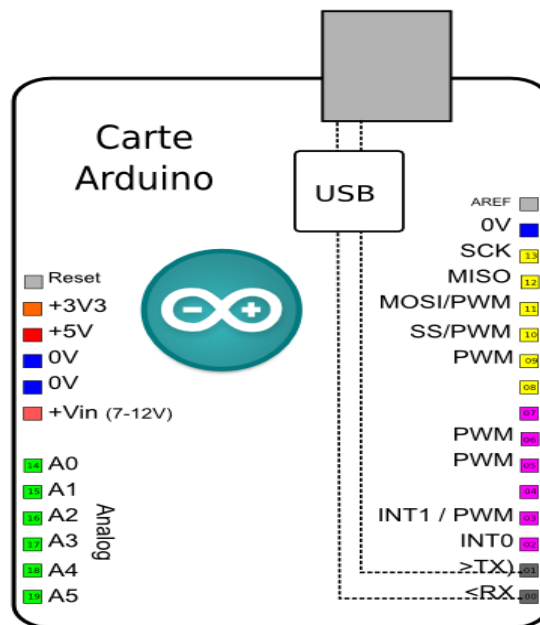 Carte
Arduino
USB
AREF
0V
SCK 13
MISO 12
MOSI/PWM 11
SS/PWM 10
PWM 09
08
07
PWM 06
PWM 05
04
INT1 / PWM 03
INT0 02
>TX) 01
<RX 00
Reset
+3V3
+5V
0V
0V
+Vin (7-12V)
14 A0
15 A1
16 A2
17 A3
18 A4
19 A5
Analog